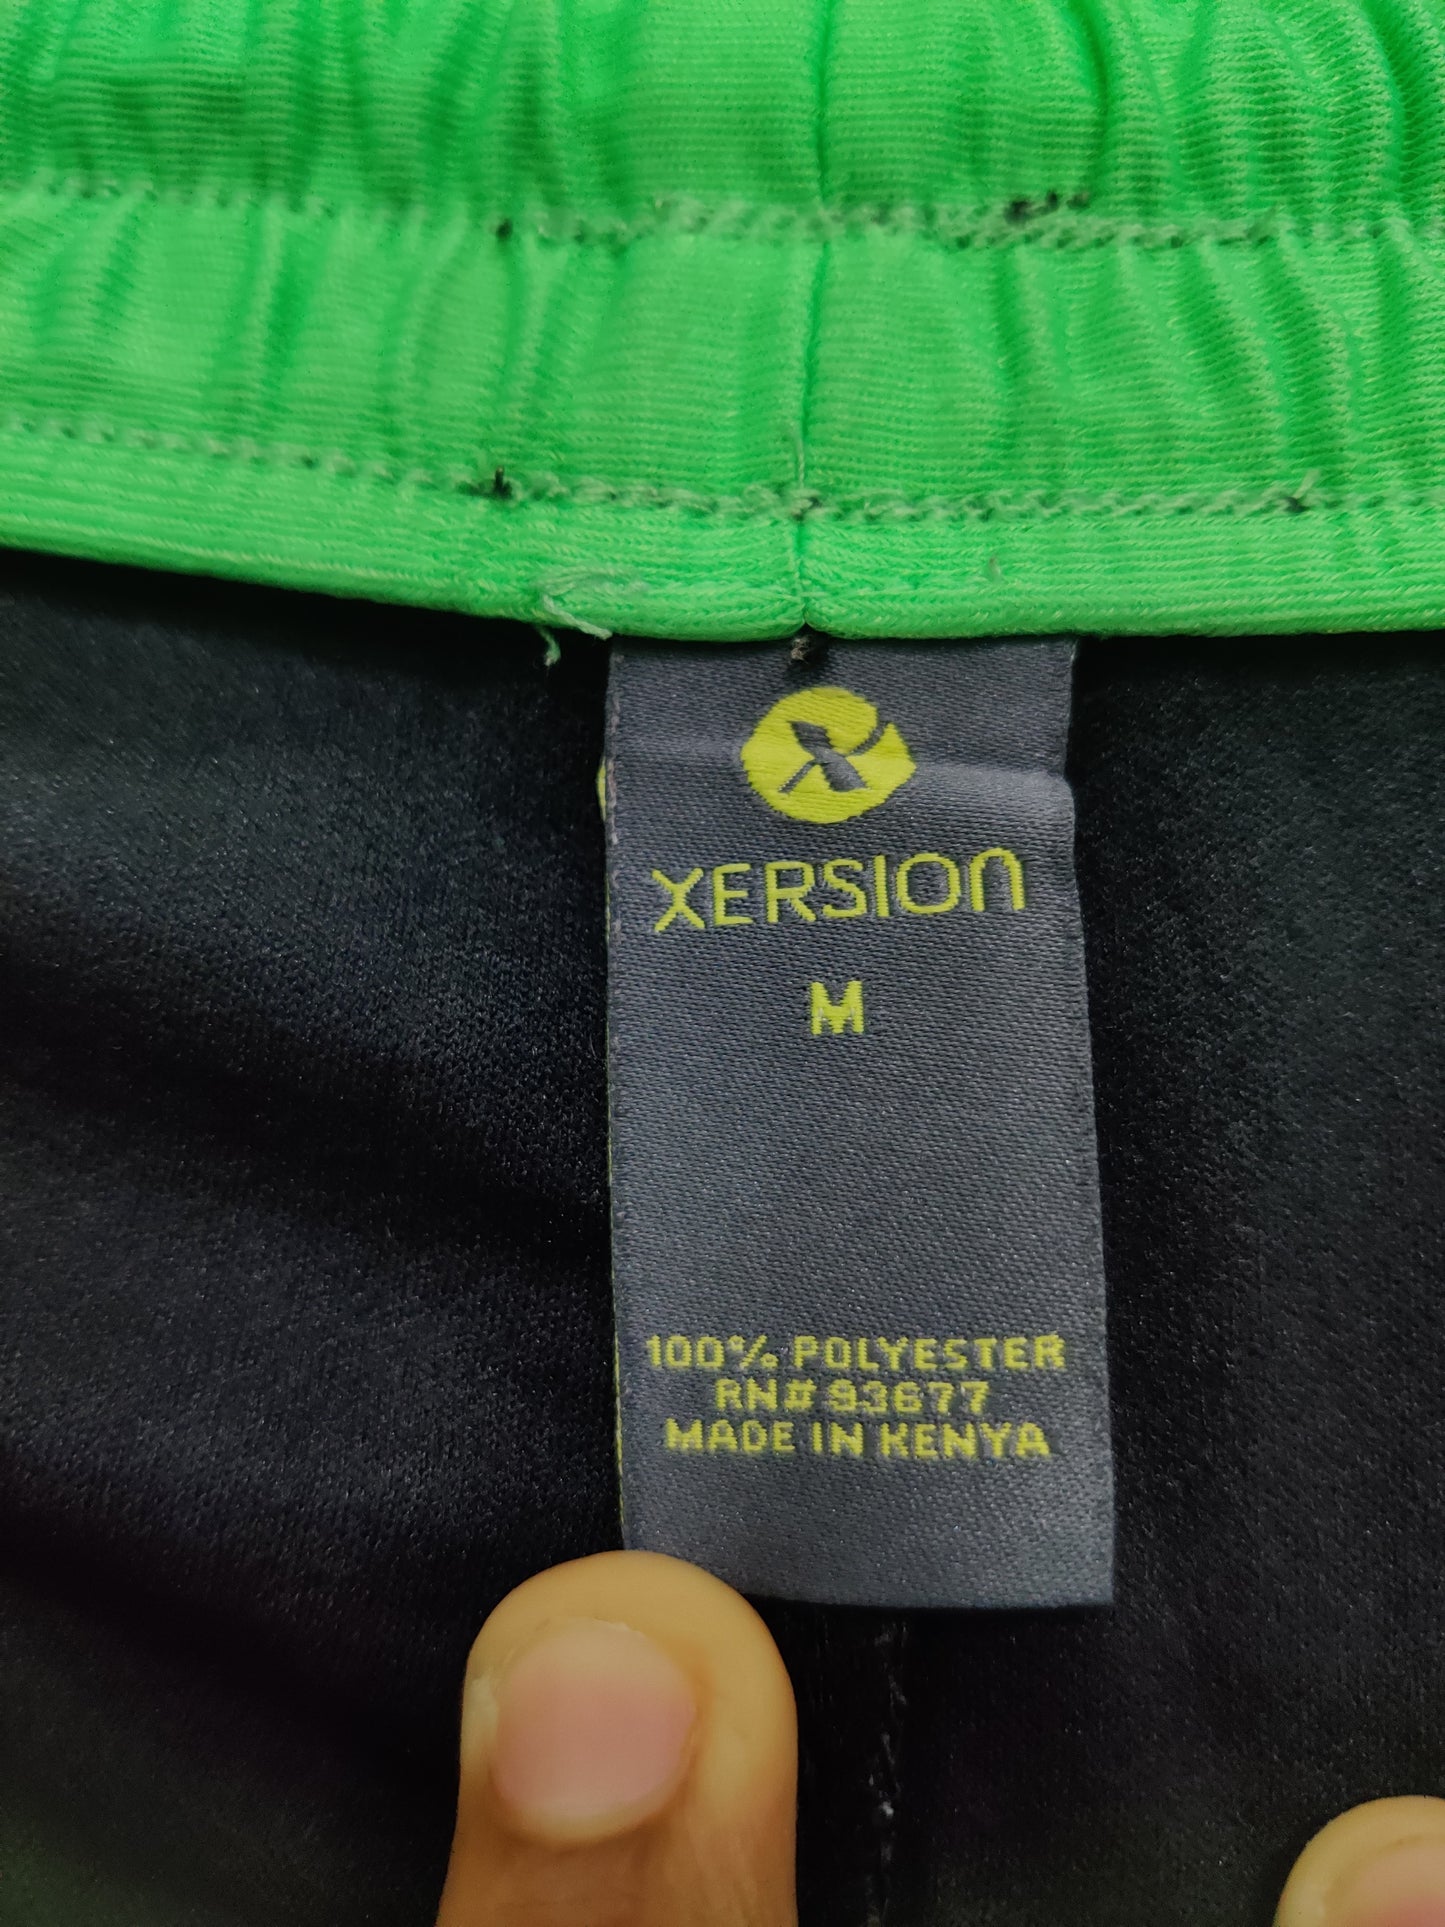 XERSION
M
100% POLYESTER
RN# 93677
MADE IN KENYA